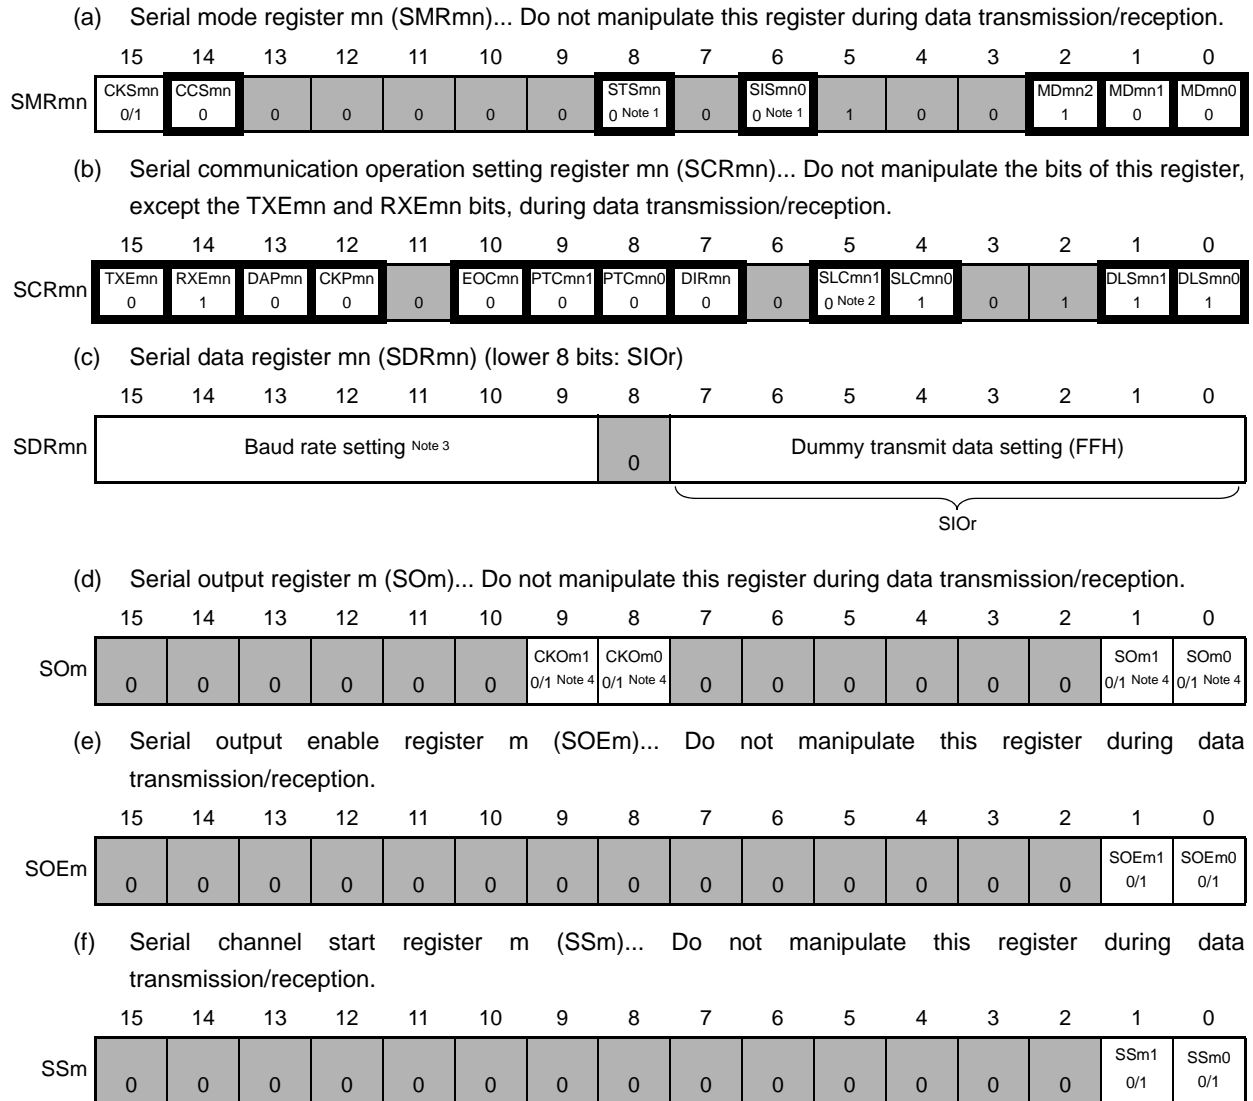 (a) Serial mode register mn (SMRmn)... Do not manipulate this register during data transmission/reception.
15 14 13 12 11 10 9 8 7 6 5 4 3 2 1 0
SMRmn CKSmn CCSmn STSmn SISmn0 MDmn2 MDmn1 MDmn0
0/1 0 0 0 0 0 0 0 Note 1 0 0 Note 1 1 0 0 1 0 0
(b) Serial communication operation setting register mn (SCRmn)... Do not manipulate the bits of this register,
except the TXEmn and RXEmn bits, during data transmission/reception.
15 14 13 12 11 10 9 8 7 6 5 4 3 2 1 0
SCRmn TXEmn RXEmn DAPmn CKPmn EOCmn PTCmn1 PTCmn0 DIRmn SLCmn1 SLCmn0 DLSmn1 DLSmn0
0 1 0 0 0 0 0 0 0 0 0 Note 2 1 0 1 1 1
(c) Serial data register mn (SDRmn) (lower 8 bits: SIOr)
15 14 13 12 11 10 9 8 7 6 5 4 3 2 1 0
SDRmn Baud rate setting Note 3 0 Dummy transmit data setting (FFH)
SIOr
(d) Serial output register m (SOm)... Do not manipulate this register during data transmission/reception.
15 14 13 12 11 10 9 8 7 6 5 4 3 2 1 0
SOm CKOm1 CKOm0 SOm1 SOm0
0 0 0 0 0 0 0/1 Note 4 0/1 Note 4 0 0 0 0 0 0 0/1 Note 4 0/1 Note 4
(e) Serial output enable register m (SOEm)... Do not manipulate this register during data
transmission/reception.
15 14 13 12 11 10 9 8 7 6 5 4 3 2 1 0
SOEm SOEm1 SOEm0
0 0 0 0 0 0 0 0 0 0 0 0 0 0 0/1 0/1
(f) Serial channel start register m (SSm)... Do not manipulate this register during data
transmission/reception.
15 14 13 12 11 10 9 8 7 6 5 4 3 2 1 0
SSm SSm1 SSm0
0 0 0 0 0 0 0 0 0 0 0 0 0 0 0/1 0/1